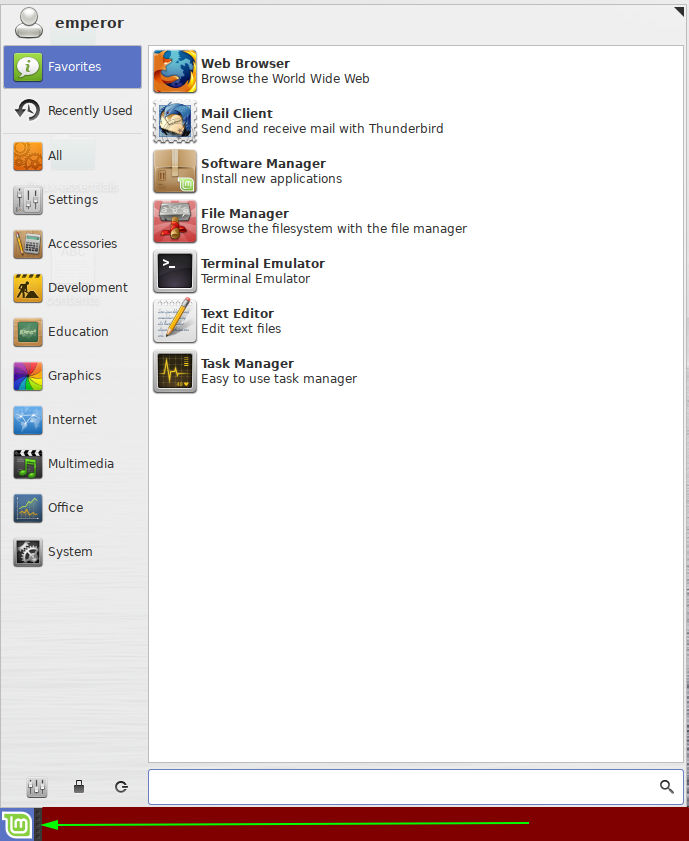 emperor
Favorites
Recently Used
All
Settings
Accessories
Development
Education
Graphics
Internet
Multimedia
Office
System
Web Browser
Browse the World Wide Web
Mail Client
Send and receive mail with Thunderbird
Software Manager
Install new applications
File Manager
Browse the filesystem with the file manager
Terminal Emulator
Terminal Emulator
Text Editor
Edit text files
Task Manager
Easy to use task manager